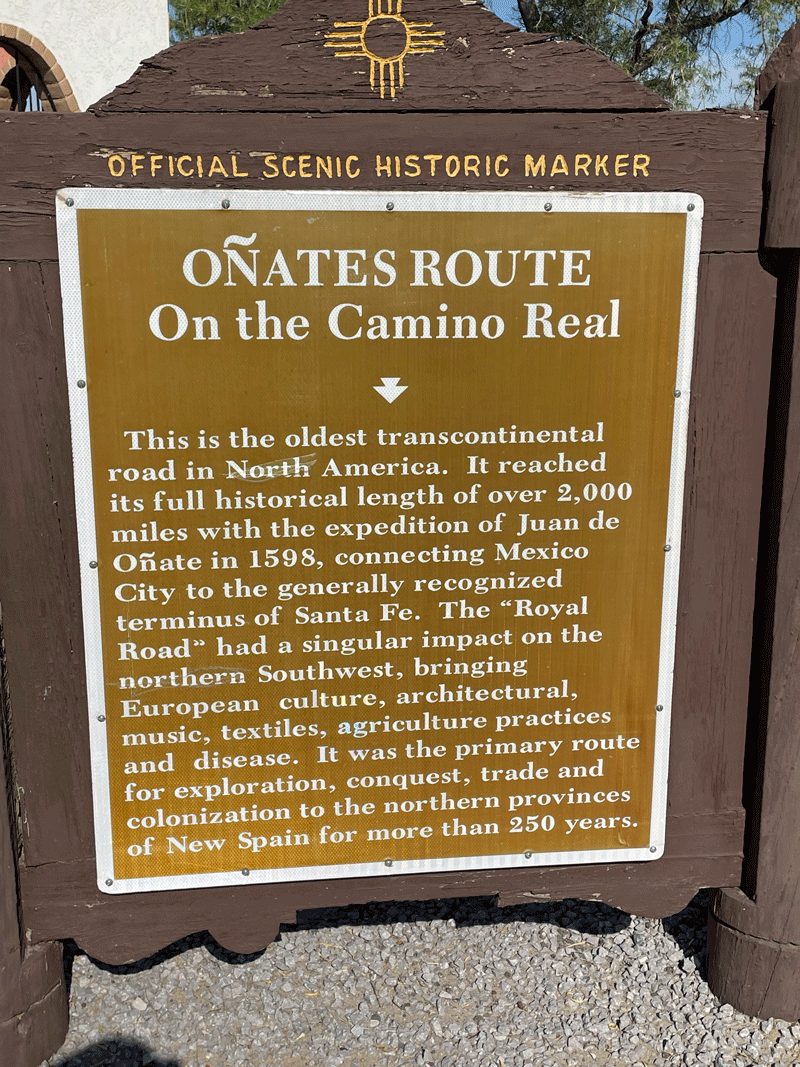 OFFICIAL SCENIC HISTORIC MARKER
OÑATES ROUTE
On the Camino Real
This is the oldest transcontinental
road in North America. It reached
its full historical length of over 2,000
miles with the expedition of Juan de
Oñate in 1598, connecting Mexico
City to the generally recognized
terminus of Santa Fe. The “Royal
Road” had a singular impact on the
northern Southwest, bringing
European culture, architectural,
music, textiles, agriculture practices
and disease. It was the primary route
for exploration, conquest, trade and
colonization to the northern provinces
of New Spain for more than 250 years.